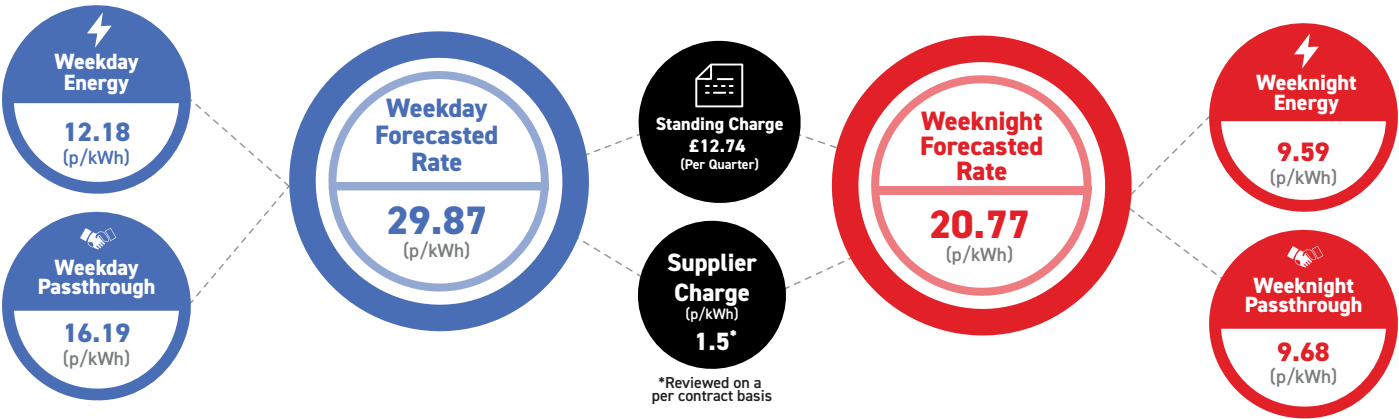 Weekday
Energy
12.18
(p/kWh)
Weekday
Passthrough
16.19
(p/kWh)
Weekday
Forecasted
Rate
29.87
(p/kWh)
Standing Charge
£12.74
(Per Quarter)
Supplier
Charge
(p/kWh)
1.5*
*Reviewed on a
per contract basis
Weeknight
Forecasted
Rate
20.77
(p/kWh)
Weeknight
Energy
9.59
(p/kWh)
Weeknight
Passthrough
9.68
(p/kWh)